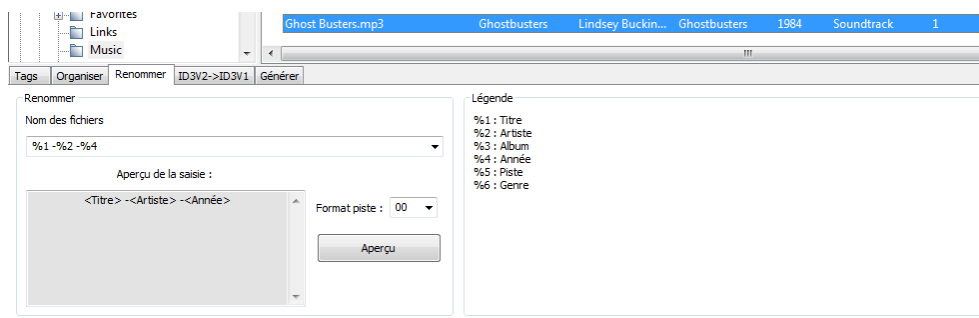 Favorites
Links
Music
Ghost Busters.mp3 Ghostbusters Lindsey Buckin... Ghostbusters 1984 Soundtrack 1
Tags Organiser Renommer ID3V2->ID3V1 Générer
Renommer
Nom des fichiers
%1 -%2 -%4
Aperçu de la saisie :
<Titre> -<Artiste> -<Année>
Format piste : 00
Aperçu
Légende
%1 : Titre
%2 : Artiste
%3 : Album
%4 : Année
%5 : Piste
%6 : Genre